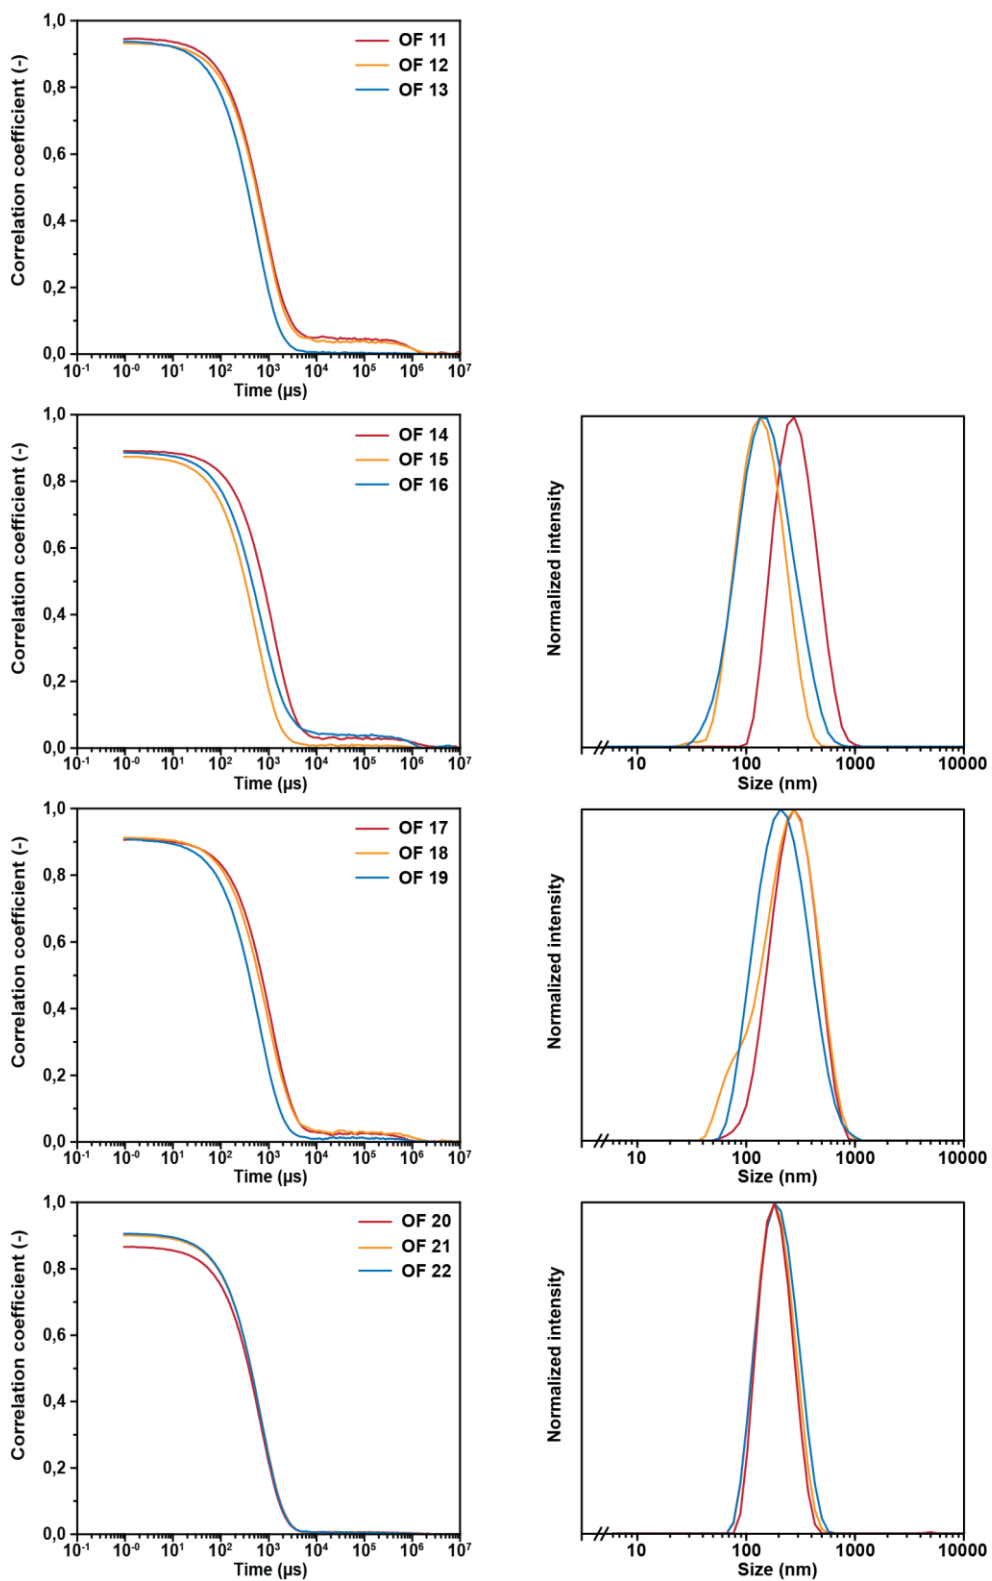 1,0
0,8
0,6
0,4
0,2
0,0
Correlation coefficient (-)
OF 11
OF 12
OF 13
10-1 10-0 10¹ 10² 10³ 10⁴ 10⁵ 10⁶ 10⁷
Time (µs)
1,0
0,8
0,6
0,4
0,2
0,0
Correlation coefficient (-)
OF 14
OF 15
OF 16
10-1 10-0 10¹ 10² 10³ 10⁴ 10⁵ 10⁶ 10⁷
Time (µs)
Normalized intensity
10 100 1000 10000
Size (nm)
1,0
0,8
0,6
0,4
0,2
0,0
Correlation coefficient (-)
OF 17
OF 18
OF 19
10-1 10-0 10¹ 10² 10³ 10⁴ 10⁵ 10⁶ 10⁷
Time (µs)
Normalized intensity
10 100 1000 10000
Size (nm)
1,0
0,8
0,6
0,4
0,2
0,0
Correlation coefficient (-)
OF 20
OF 21
OF 22
10-1 10-0 10¹ 10² 10³ 10⁴ 10⁵ 10⁶ 10⁷
Time (µs)
Normalized intensity
10 100 1000 10000
Size (nm)